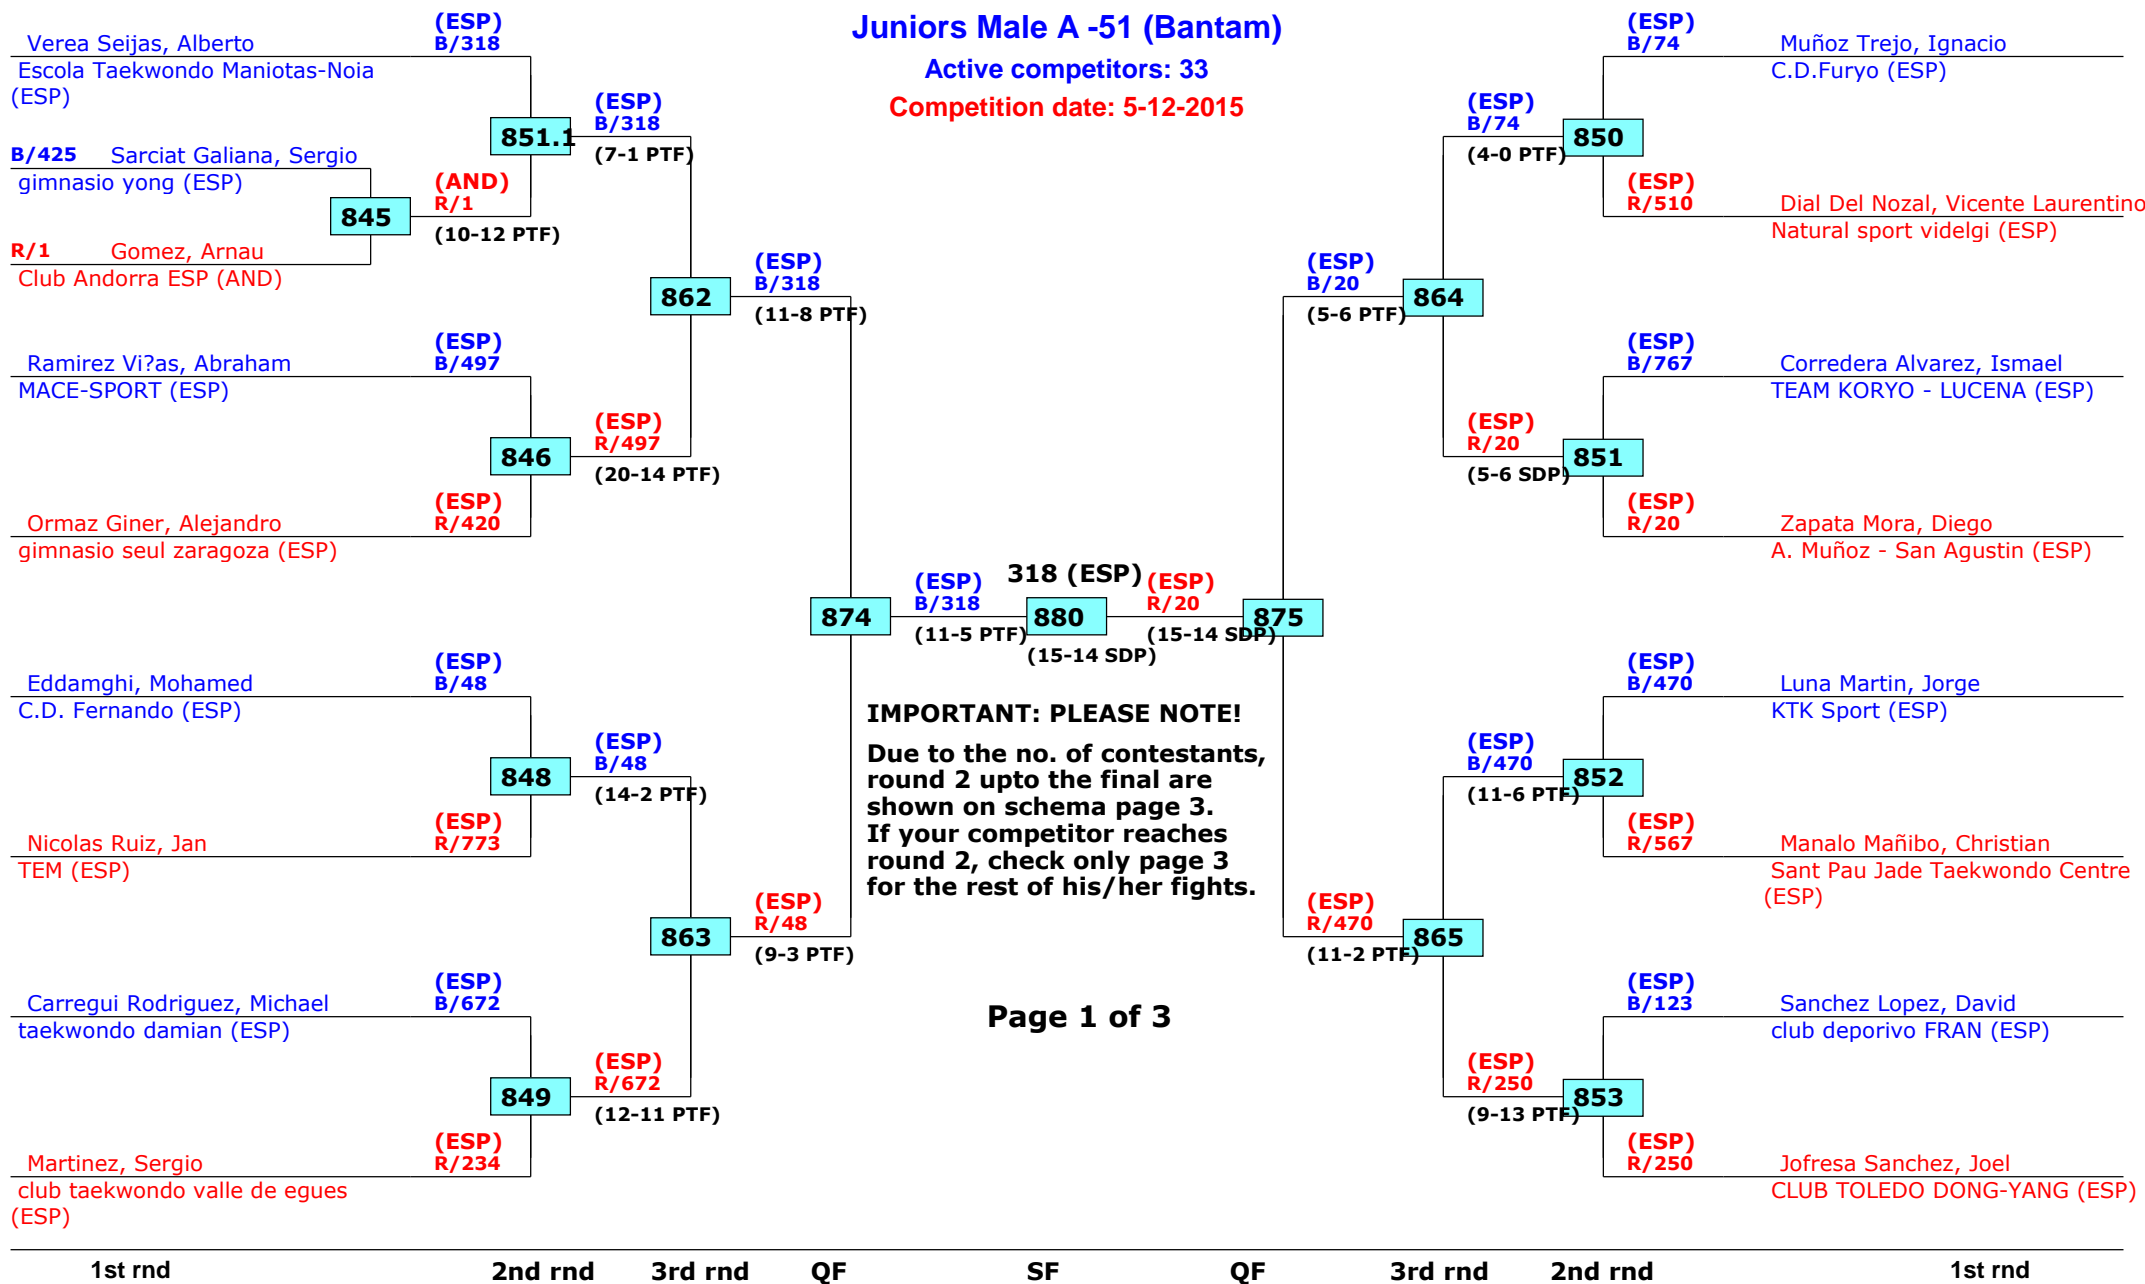 Juniors Male A -51 (Bantam)
Active competitors: 33
Competition date: 5-12-2015
(ESP)
B/318
Verea Seijas, Alberto
Escola Taekwondo Maniotas-Noia
(ESP)
851.1
(ESP)
B/318
(7-1 PTF)
B/425 Sarciat Galiana, Sergio
gimnasio yong (ESP)
845
(AND)
R/1
(10-12 PTF)
R/1 Gomez, Arnau
Club Andorra ESP (AND)
862
(ESP)
B/318
(11-8 PTF)
(ESP)
B/497
Ramirez Vi?as, Abraham
MACE-SPORT (ESP)
846
(ESP)
R/497
(20-14 PTF)
(ESP)
R/420
Ormaz Giner, Alejandro
gimnasio seul zaragoza (ESP)
874
(ESP)
B/318
(11-5 PTF)
318 (ESP)
880
(15-14 SDP)
(ESP)
R/20
(15-14 SDP)
875
(ESP)
B/48
Eddamghi, Mohamed
C.D. Fernando (ESP)
848
(ESP)
B/48
(14-2 PTF)
(ESP)
R/773
Nicolas Ruiz, Jan
TEM (ESP)
863
(ESP)
R/48
(9-3 PTF)
(ESP)
B/672
Carregui Rodriguez, Michael
taekwondo damian (ESP)
849
(ESP)
R/672
(12-11 PTF)
(ESP)
R/234
Martinez, Sergio
club taekwondo valle de egues
(ESP)
IMPORTANT: PLEASE NOTE!
Due to the no. of contestants,
round 2 upto the final are
shown on schema page 3.
If your competitor reaches
round 2, check only page 3
for the rest of his/her fights.
Page 1 of 3
(ESP)
B/74
Muñoz Trejo, Ignacio
C.D.Furyo (ESP)
(ESP)
B/74
(4-0 PTF)
850
(ESP)
R/510
Dial Del Nozal, Vicente Laurentino
Natural sport videlgi (ESP)
(ESP)
B/20
(5-6 PTF)
864
(ESP)
B/767
Corredera Alvarez, Ismael
TEAM KORYO - LUCENA (ESP)
(ESP)
R/20
(5-6 SDP)
851
(ESP)
R/20
Zapata Mora, Diego
A. Muñoz - San Agustin (ESP)
(ESP)
B/470
Luna Martin, Jorge
KTK Sport (ESP)
(ESP)
B/470
(11-6 PTF)
852
(ESP)
R/567
Manalo Mañibo, Christian
Sant Pau Jade Taekwondo Centre
(ESP)
(ESP)
R/470
(11-2 PTF)
865
(ESP)
B/123
Sanchez Lopez, David
club deporivo FRAN (ESP)
(ESP)
R/250
(9-13 PTF)
853
(ESP)
R/250
Jofresa Sanchez, Joel
CLUB TOLEDO DONG-YANG (ESP)
1st rnd 2nd rnd 3rd rnd QF SF QF 3rd rnd 2nd rnd 1st rnd